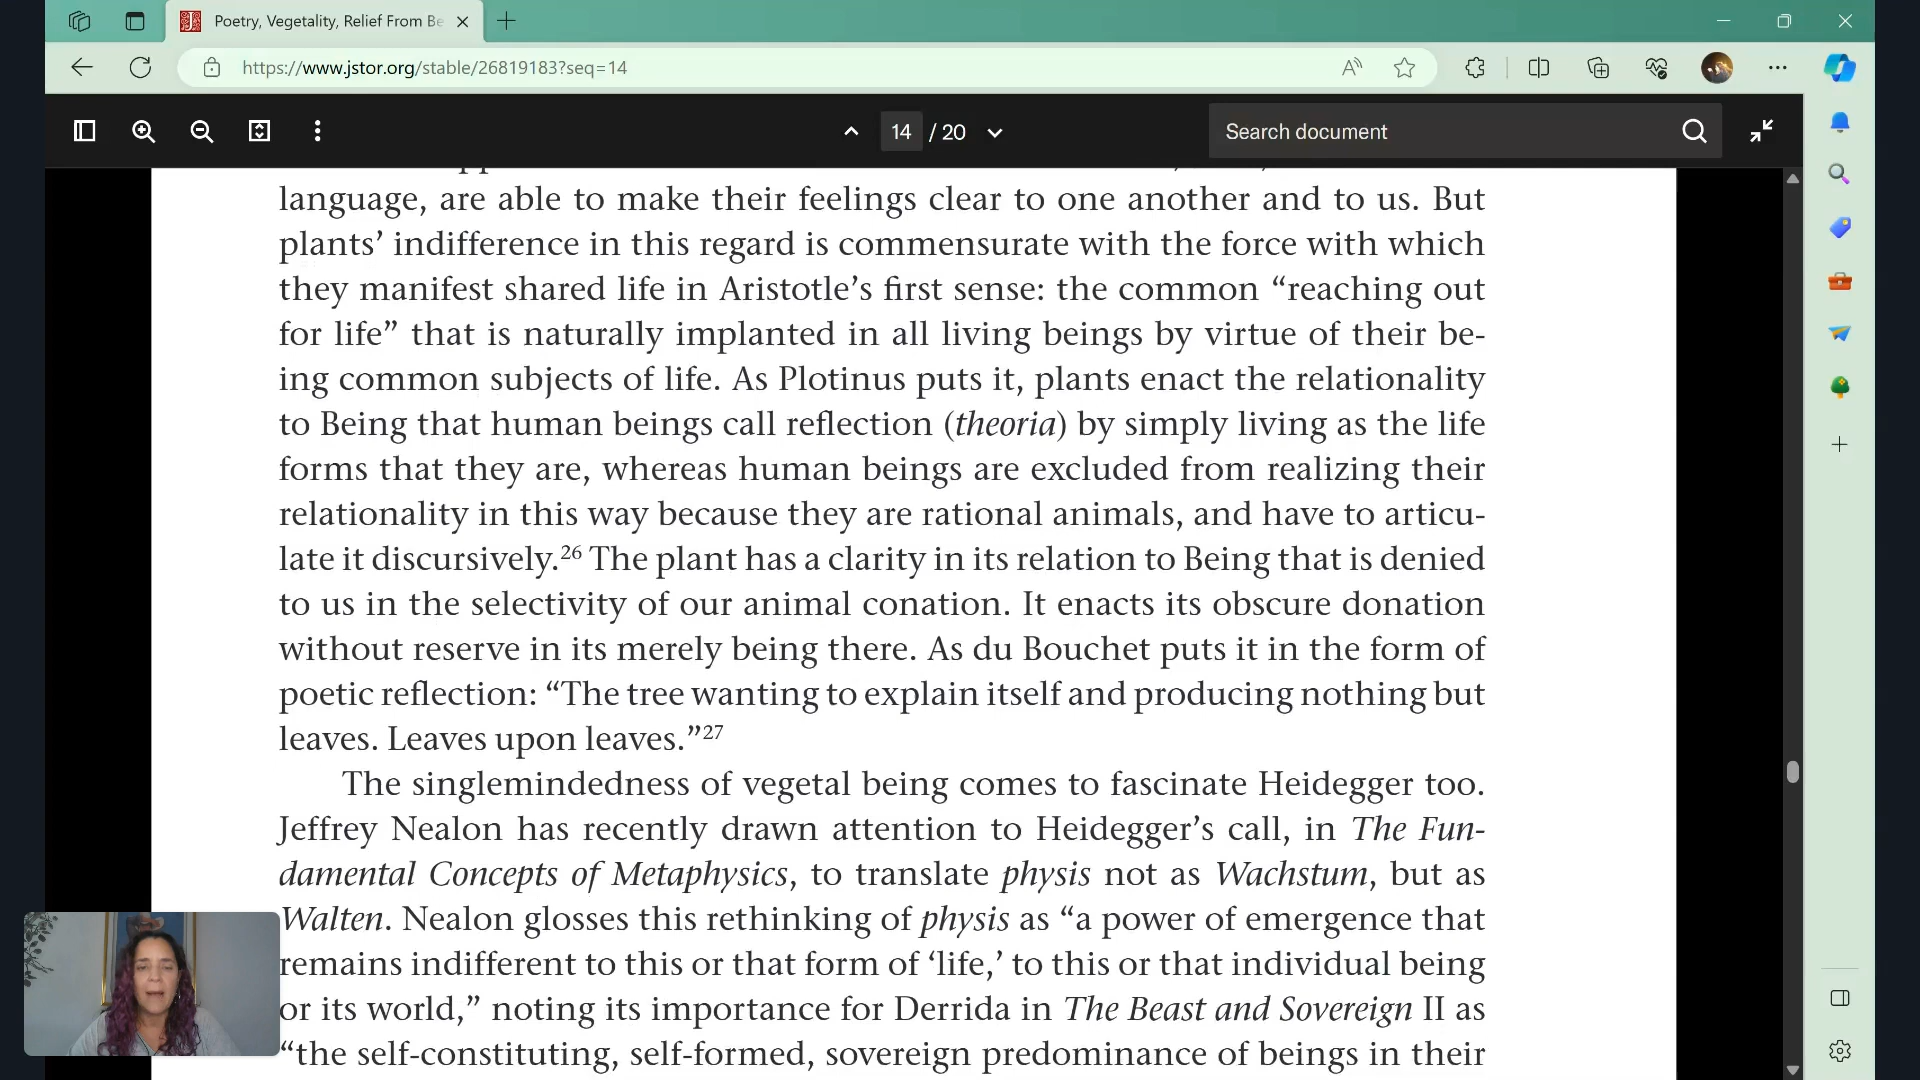 Poetry, Vegetality, Relief From Be
https://www.jstor.org/stable/26819183?seq=14
14 / 20
Search document
language, are able to make their feelings clear to one another and to us. But
plants’ indifference in this regard is commensurate with the force with which
they manifest shared life in Aristotle’s first sense: the common “reaching out
for life” that is naturally implanted in all living beings by virtue of their be-
ing common subjects of life. As Plotinus puts it, plants enact the relationality
to Being that human beings call reflection (theoria) by simply living as the life
forms that they are, whereas human beings are excluded from realizing their
relationality in this way because they are rational animals, and have to articu-
late it discursively.26 The plant has a clarity in its relation to Being that is denied
to us in the selectivity of our animal conation. It enacts its obscure donation
without reserve in its merely being there. As du Bouchet puts it in the form of
poetic reflection: “The tree wanting to explain itself and producing nothing but
leaves. Leaves upon leaves.”27
The singlemindedness of vegetal being comes to fascinate Heidegger too.
Jeffrey Nealon has recently drawn attention to Heidegger’s call, in The Fun-
damental Concepts of Metaphysics, to translate physis not as Wachstum, but as
Walten. Nealon glosses this rethinking of physis as “a power of emergence that
remains indifferent to this or that form of ‘life,’ to this or that individual being
or its world,” noting its importance for Derrida in The Beast and Sovereign II as
“the self-constituting, self-formed, sovereign predominance of beings in their